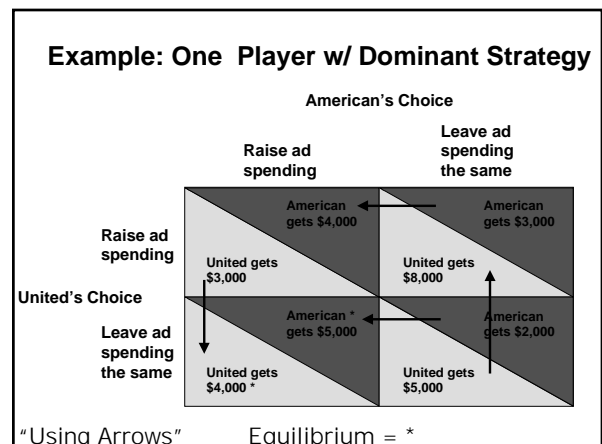 Example: One Player w/ Dominant Strategy
American's Choice
Raise ad
spending
Leave ad
spending
the same
Raise ad
spending
American
gets $4,000
American
gets $3,000
United gets
$3,000
United gets
$8,000
United's Choice
Leave ad
spending
the same
American *
gets $5,000
American
gets $2,000
United gets
$4,000 *
United gets
$5,000
"Using Arrows" Equilibrium = *